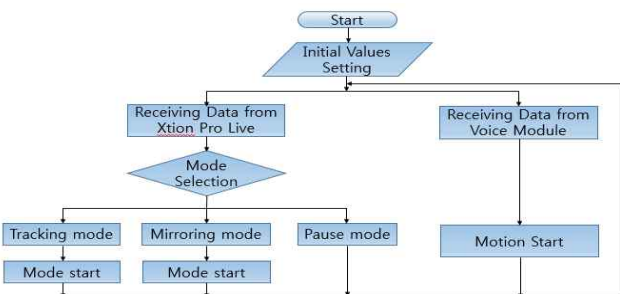 Start
Initial Values
Setting
Receiving Data from
Xtion Pro Live
Receiving Data from
Voice Module
Mode
Selection
Tracking mode
Mirroring mode
Pause mode
Motion Start
Mode start
Mode start